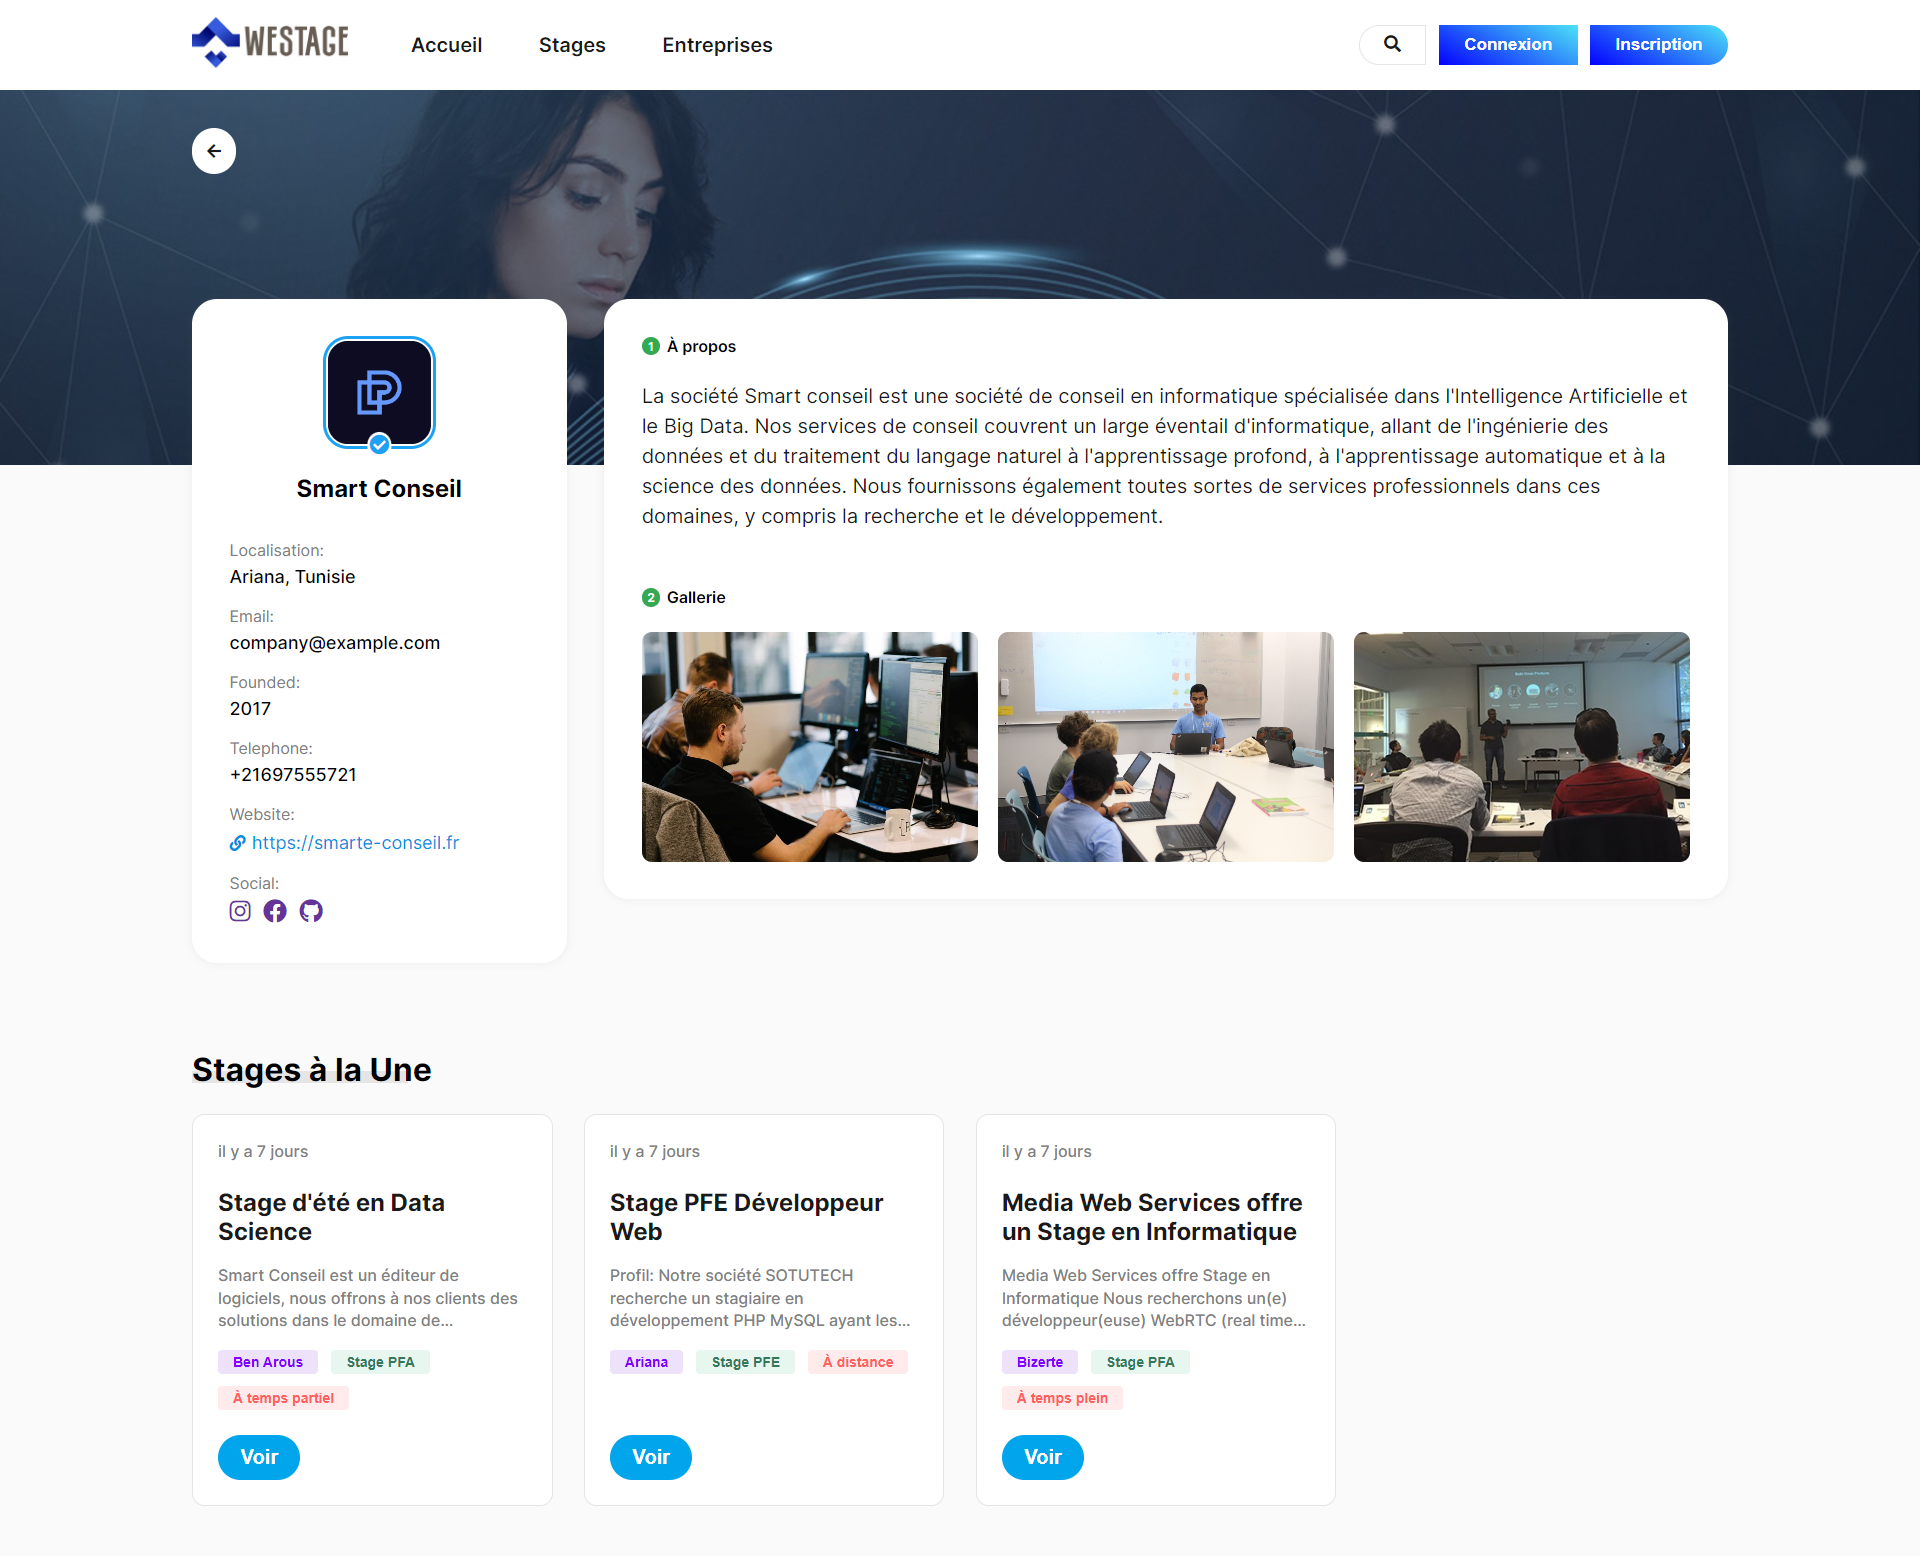 WESTAGE
Accueil
Stages
Entreprises
Connexion
Inscription
Smart Conseil
Localisation:
Ariana, Tunisie
Email:
company@example.com
Founded:
2017
Telephone:
+21697555721
Website:
https://smarte-conseil.fr
Social:
1 À propos
La société Smart conseil est une société de conseil en informatique spécialisée dans l'Intelligence Artificielle et
le Big Data. Nos services de conseil couvrent un large éventail d'informatique, allant de l'ingénierie des
données et du traitement du langage naturel à l'apprentissage profond, à l'apprentissage automatique et à la
science des données. Nous fournissons également toutes sortes de services professionnels dans ces
domaines, y compris la recherche et le développement.
2 Gallerie
Stages à la Une
il y a 7 jours
Stage d'été en Data
Science
Smart Conseil est un éditeur de
logiciels, nous offrons à nos clients des
solutions dans le domaine de...
Ben Arous
Stage PFA
À temps partiel
Voir
il y a 7 jours
Stage PFE Développeur
Web
Profil: Notre société SOTUTECH
recherche un stagiaire en
développement PHP MySQL ayant les...
Ariana
Stage PFE
À distance
Voir
il y a 7 jours
Media Web Services offre
un Stage en Informatique
Media Web Services offre Stage en
Informatique Nous recherchons un(e)
développeur(euse) WebRTC (real time...
Bizerte
Stage PFA
À temps plein
Voir